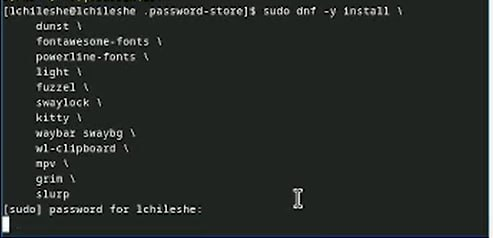 [lchileshe@lchileshe .password-store]$ sudo dnf -y install \
dunst \
fontawesome-fonts \
powerline-fonts \
light \
fuzzel \
swaylock \
kitty \
waybar swaybg \
wl-clipboard \
mpv \
grim \
slurp
[sudo] password for lchileshe: